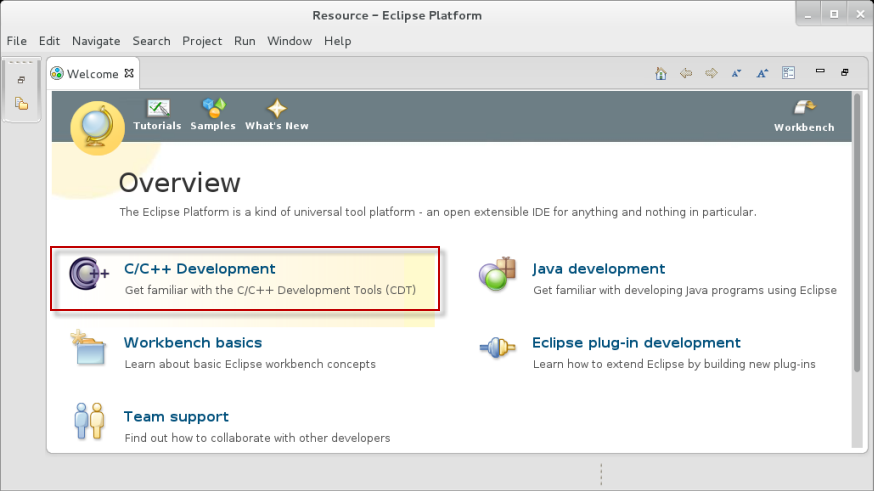 Resource – Eclipse Platform
File Edit Navigate Search Project Run Window Help
Welcome
Tutorials Samples What's New Workbench
Overview
The Eclipse Platform is a kind of universal tool platform - an open extensible IDE for anything and nothing in particular.
C/C++ Development
Get familiar with the C/C++ Development Tools (CDT)
Java development
Get familiar with developing Java programs using Eclipse
Workbench basics
Learn about basic Eclipse workbench concepts
Eclipse plug-in development
Learn how to extend Eclipse by building new plug-ins
Team support
Find out how to collaborate with other developers